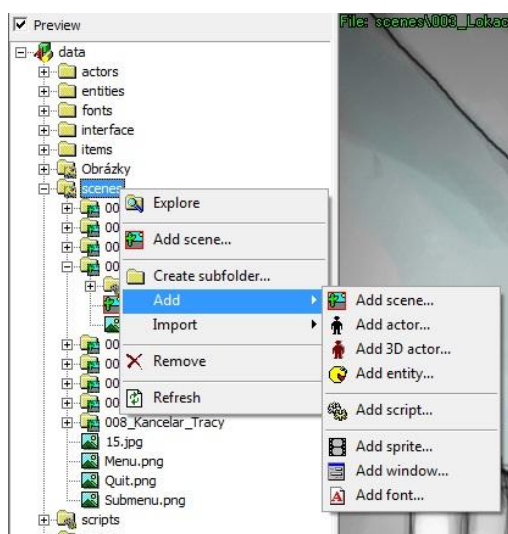 Preview
File: scenes\003_Lokac
data
actors
entities
fonts
interface
items
Obrázky
scenes
00
00
00
00
00
00
00
00
008_Kancelar_Tracy
15.jpg
Menu.png
Quit.png
Submenu.png
scripts
Explore
Add scene...
Create subfolder...
Add
Import
Remove
Refresh
Add scene...
Add actor...
Add 3D actor...
Add entity...
Add script...
Add sprite...
Add window...
Add font...